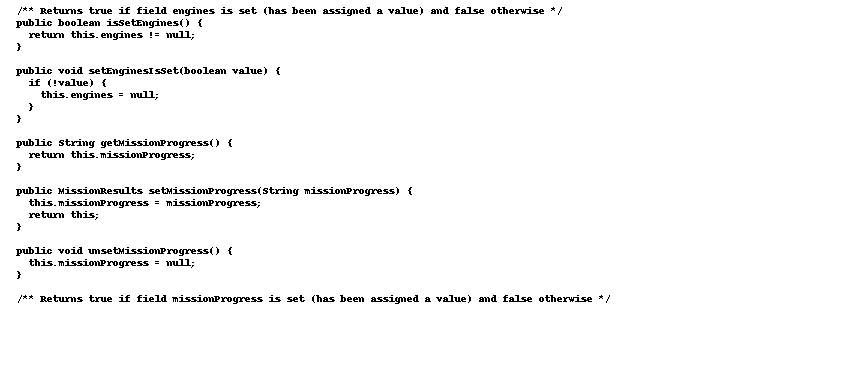 /** Returns true if field engines is set (has been assigned a value) and false otherwise */
public boolean isSetEngines() {
  return this.engines != null;
}

public void setEnginesIsSet(boolean value) {
  if (!value) {
    this.engines = null;
  }
}

public String getMissionProgress() {
  return this.missionProgress;
}

public MissionResults setMissionProgress(String missionProgress) {
  this.missionProgress = missionProgress;
  return this;
}

public void unsetMissionProgress() {
  this.missionProgress = null;
}

/** Returns true if field missionProgress is set (has been assigned a value) and false otherwise */